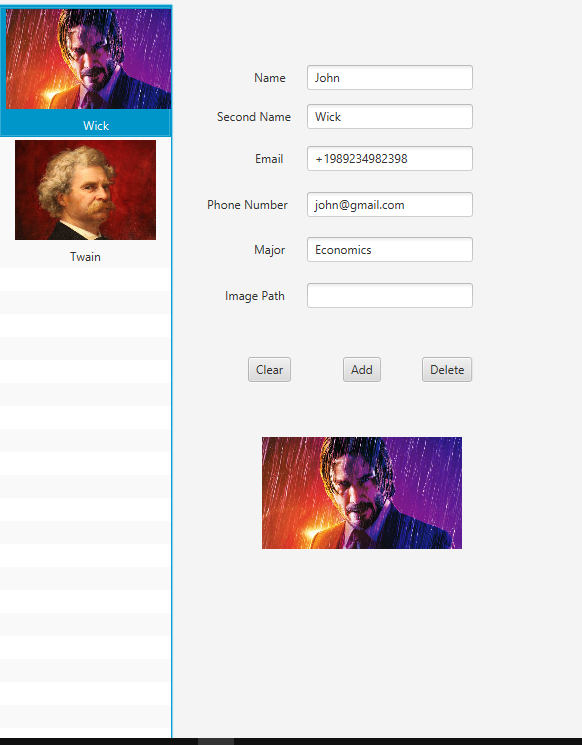 Wick
Twain
Name John
Second Name Wick
Email +1989234982398
Phone Number john@gmail.com
Major Economics
Image Path
Clear Add Delete